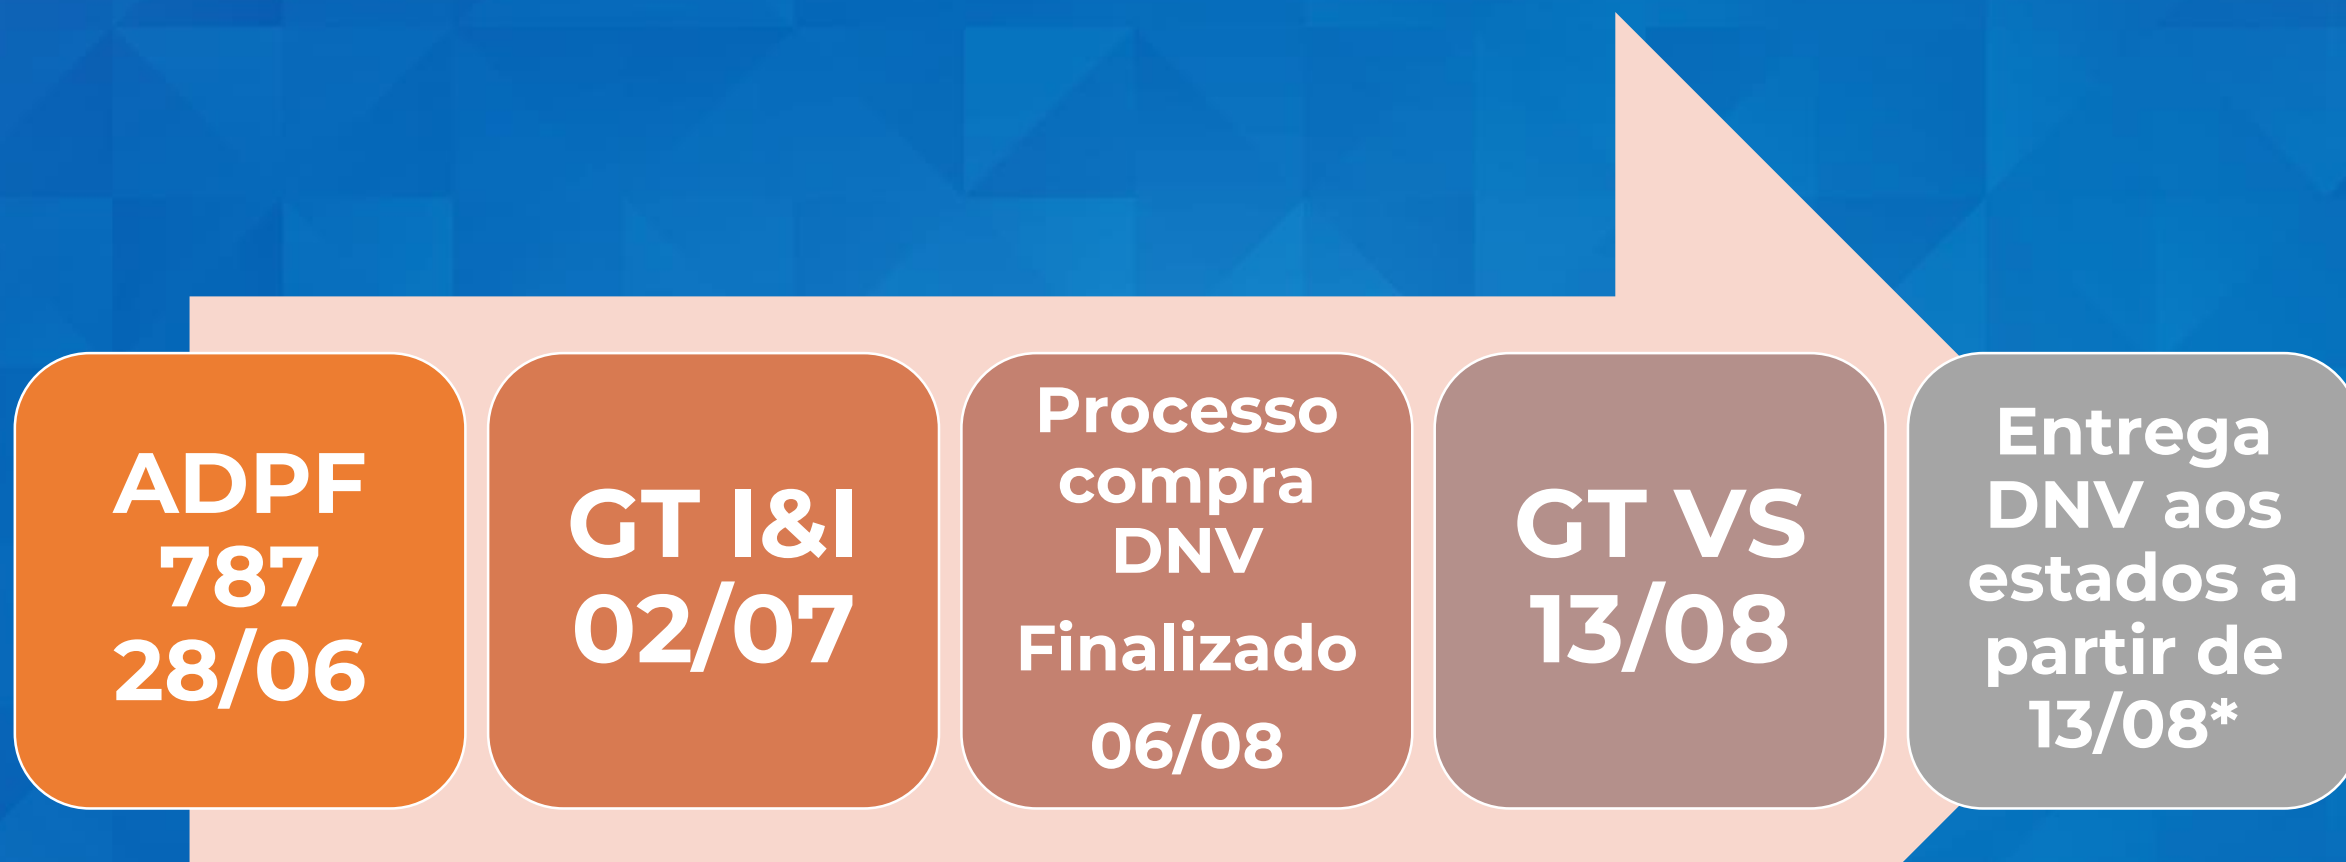 ADPF
787
28/06
GT I&I
02/07
Processo
compra
DNV
Finalizado
06/08
GT VS
13/08
Entrega
DNV aos
estados a
partir de
13/08*